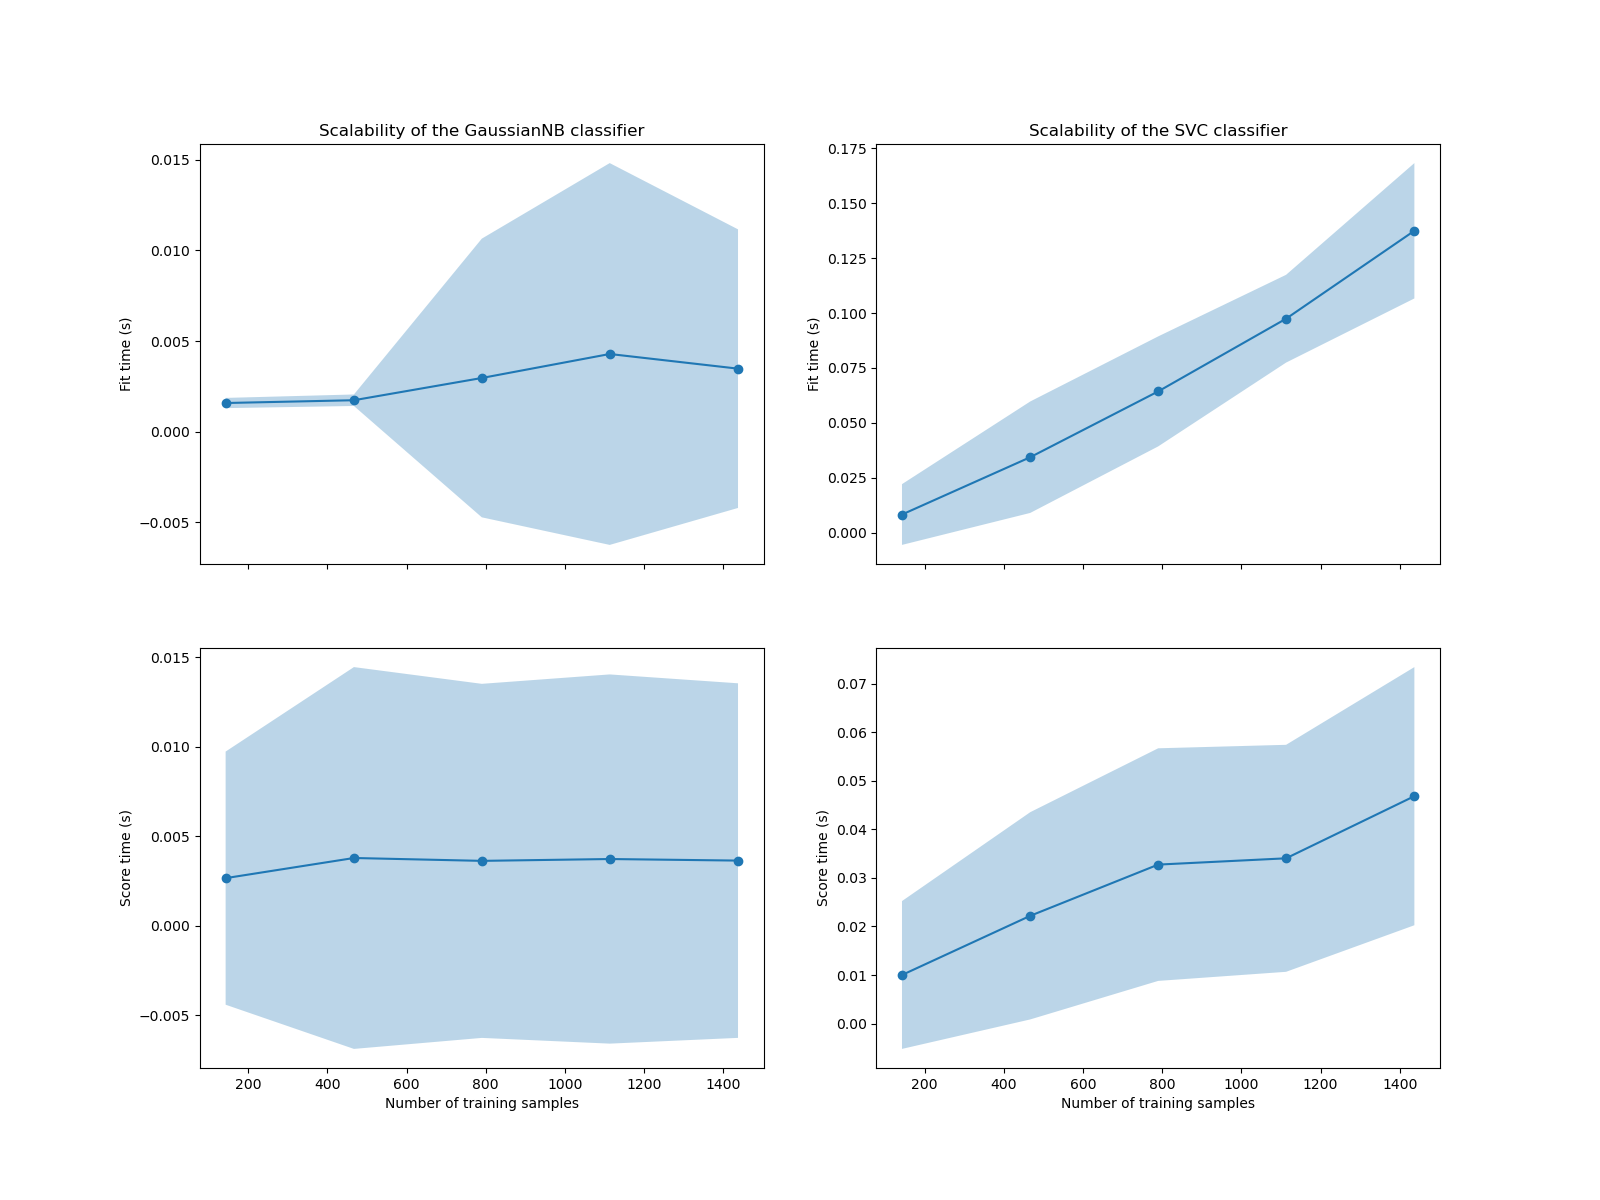 Scalability of the GaussianNB classifier
Scalability of the SVC classifier
0.015
0.010
0.005
0.000
−0.005
Fit time (s)
0.175
0.150
0.125
0.100
0.075
0.050
0.025
0.000
Fit time (s)
0.015
0.010
0.005
0.000
−0.005
Score time (s)
200 400 600 800 1000 1200 1400
Number of training samples
0.07
0.06
0.05
0.04
0.03
0.02
0.01
0.00
Score time (s)
200 400 600 800 1000 1200 1400
Number of training samples